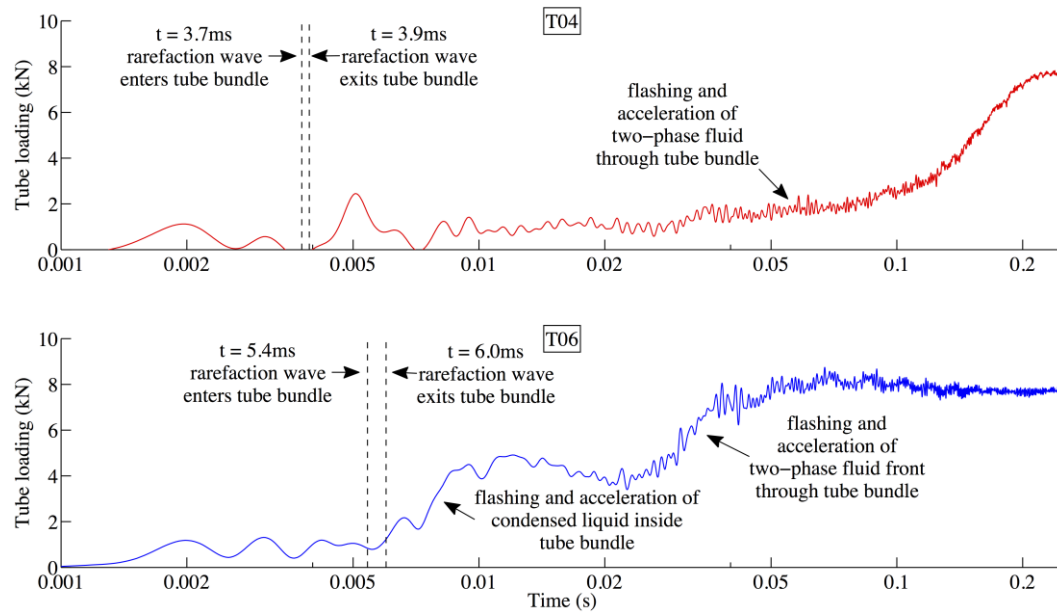 T04
10
8
6
4
2
0
Tube loading (kN)
t = 3.7ms
rarefaction wave
enters tube bundle
t = 3.9ms
rarefaction wave
exits tube bundle
flashing and
acceleration of
two−phase fluid
through tube bundle
0.001 0.002 0.005 0.01 0.02 0.05 0.1 0.2
T06
10
8
6
4
2
0
Tube loading (kN)
t = 5.4ms
rarefaction wave
enters tube bundle
t = 6.0ms
rarefaction wave
exits tube bundle
flashing and acceleration of
condensed liquid inside
tube bundle
flashing and
acceleration of
two−phase fluid front
through tube bundle
0.001 0.002 0.005 0.01 0.02 0.05 0.1 0.2
Time (s)